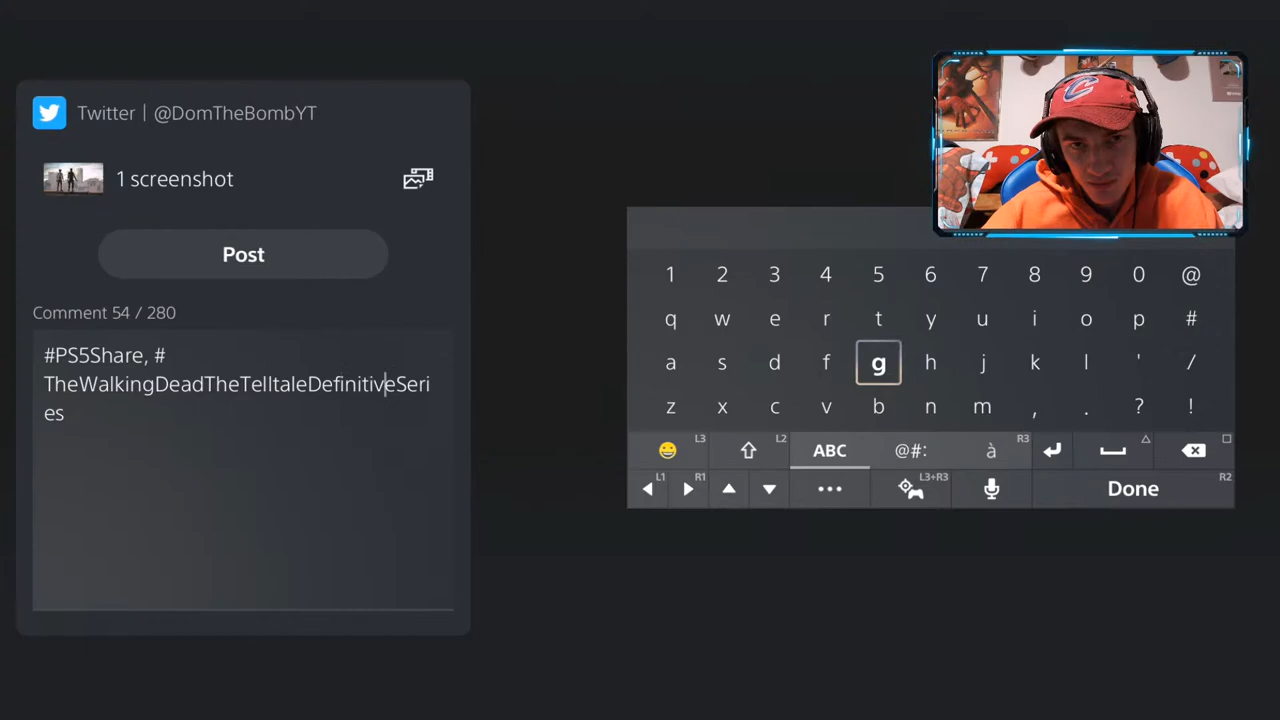 Twitter | @DomTheBombYT
1 screenshot
Post
Comment 54 / 280
#PS5Share, #
TheWalkingDeadTheTelltaleDefinitiveSeri
es
1 2 3 4 5 6 7 8 9 0 @
q w e r t y u i o p #
a s d f g h j k l ' /
z x c v b n m , . ? !
L3 L2 ABC @#: à R3 △ □
L1 R1 ••• L3+R3 Done R2